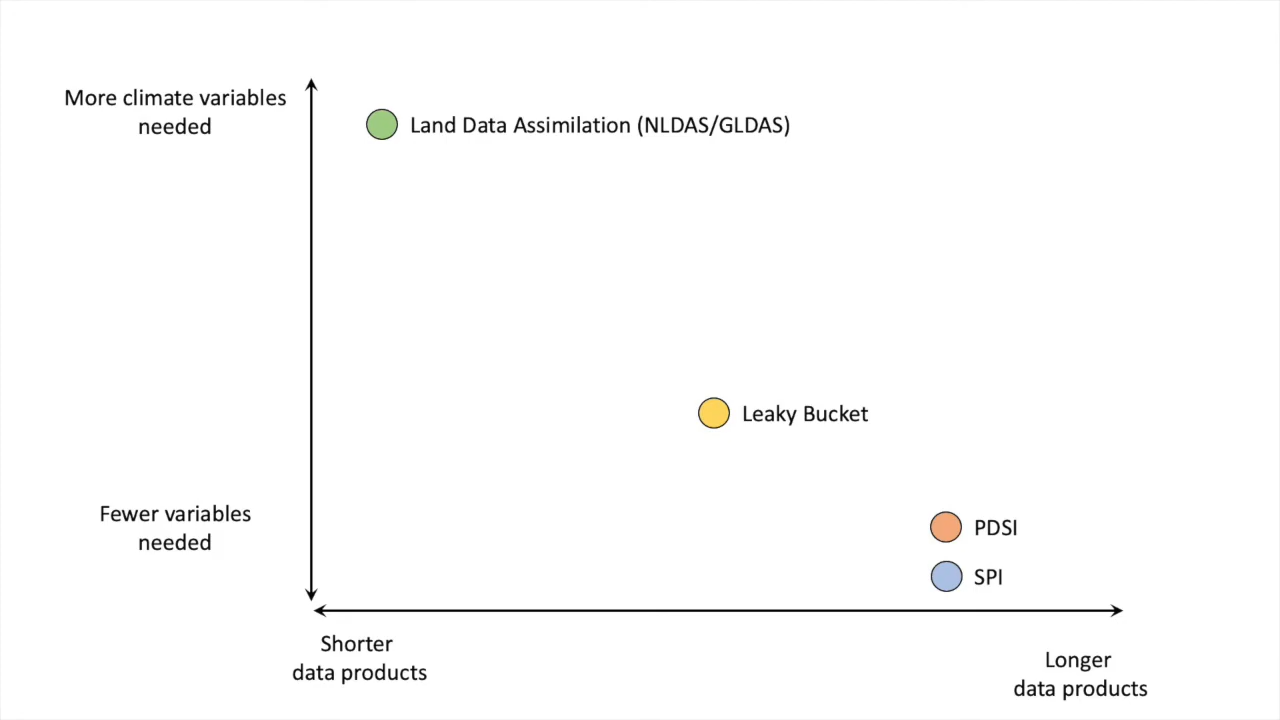 More climate variables
needed
Land Data Assimilation (NLDAS/GLDAS)
Leaky Bucket
Fewer variables
needed
PDSI
SPI
Shorter
data products
Longer
data products